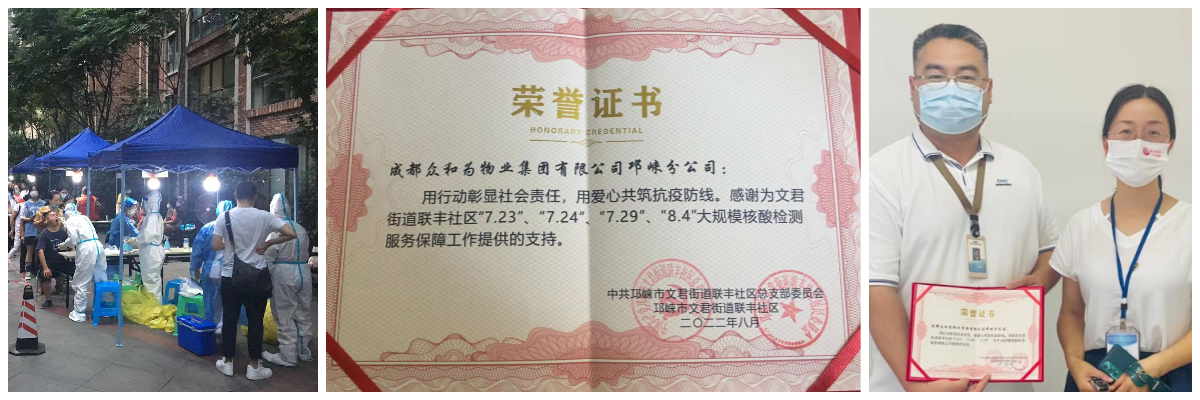 荣誉证书
HONORARY CREDENTIAL
成都众和为物业集团有限公司邛崃分公司：
用行动彰显社会责任，用爱心共筑抗疫防线。感谢为文君
街道联丰社区“7.23”、“7.24”、“7.29”、“8.4”大规模核酸检测
服务保障工作提供的支持。
中共邛崃市文君街道联丰社区总支部委员会
邛崃市文君街道联丰社区
二〇二二年八月
荣誉证书